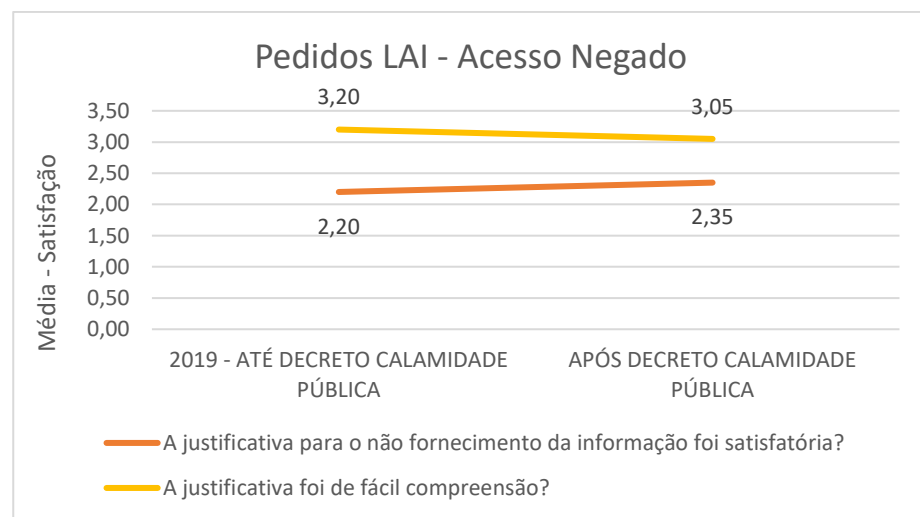 Pedidos LAI - Acesso Negado
3,20
3,05
3,50
3,00
2,50
2,00
1,50
1,00
0,50
0,00
2,20
2,35
Média - Satisfação
2019 - ATÉ DECRETO CALAMIDADE
PÚBLICA
APÓS DECRETO CALAMIDADE
PÚBLICA
A justificativa para o não fornecimento da informação foi satisfatória?
A justificativa foi de fácil compreensão?